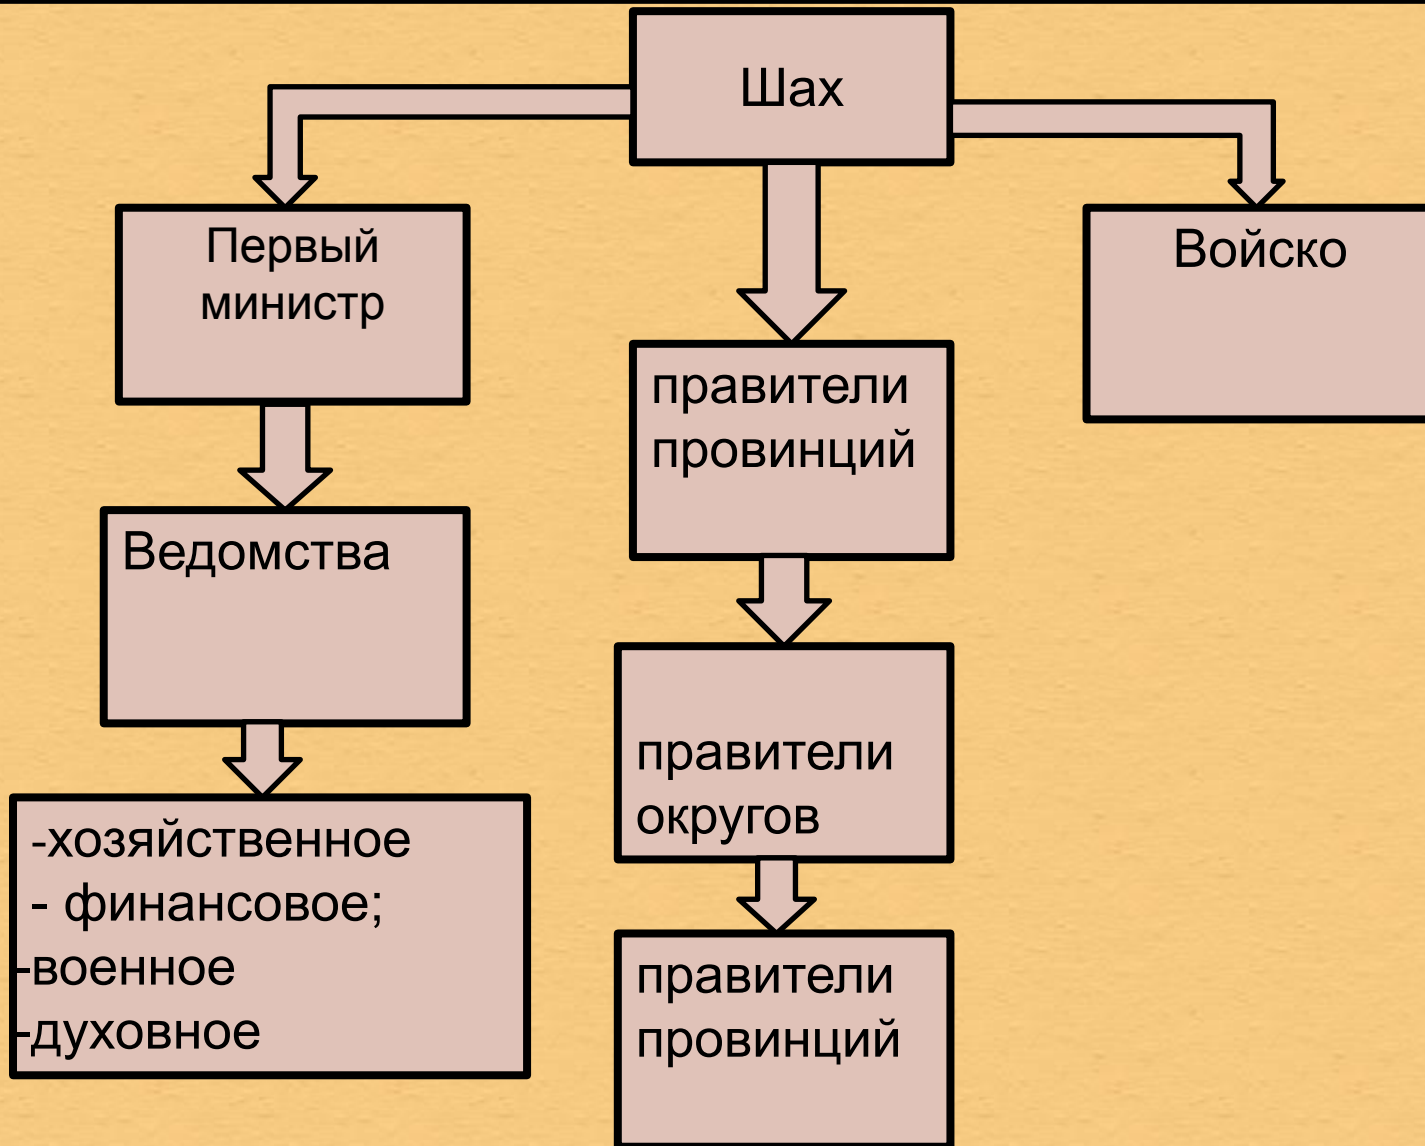 Шах
Первый
министр
Войско
правители
провинций
Ведомства
правители
округов
-хозяйственное
- финансовое;
-военное
-духовное
правители
провинций